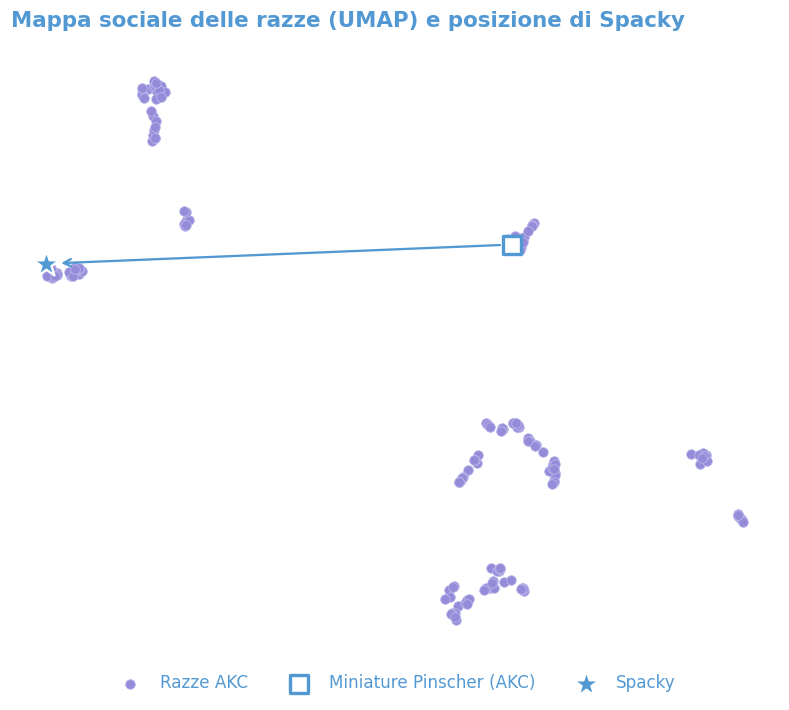 Mappa sociale delle razze (UMAP) e posizione di Spacky
Razze AKC
Miniature Pinscher (AKC)
Spacky